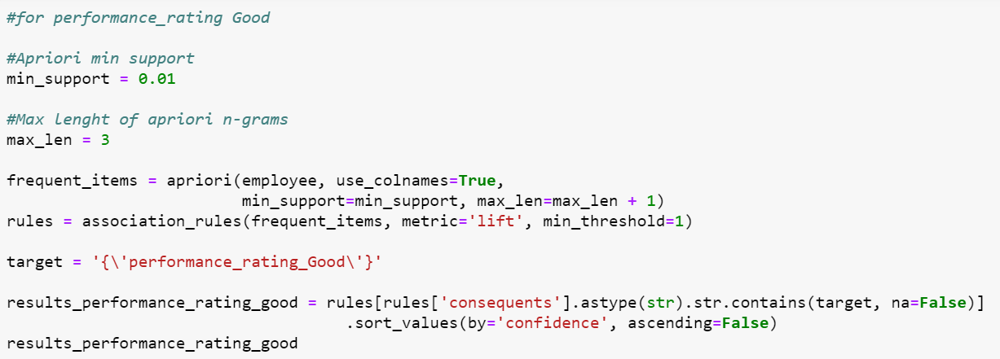 #for performance_rating Good
#Apriori min support
min_support = 0.01
#Max Lenght of apriori n-grams
max_len = 3
frequent_items = apriori(employee, use_colnames=True,
min_support=min_support, max_len=max_len + 1)
rules = association_rules(frequent_items, metric='lift', min_threshold=1)
target = '{\'performance_rating_Good\'}'
results_performance_rating_good = rules[rules['consequents'].astype(str).str.contains(target, na=False)]
.sort_values(by='confidence', ascending=False)
results_performance_rating_good